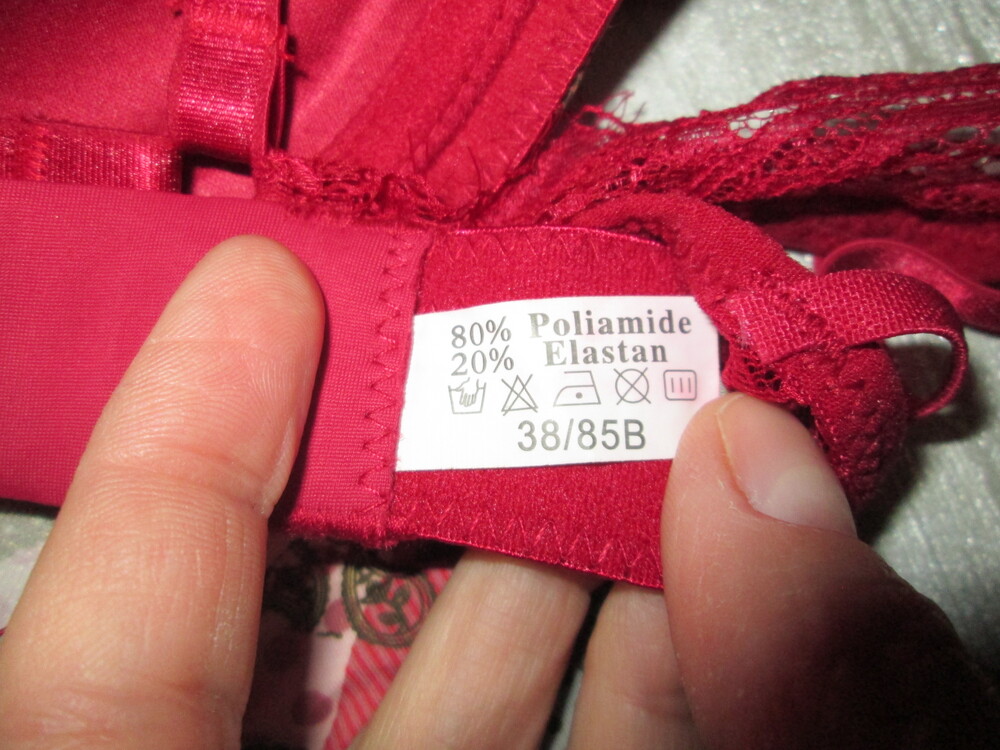 80% Poliamide
20% Elastan
38/85B